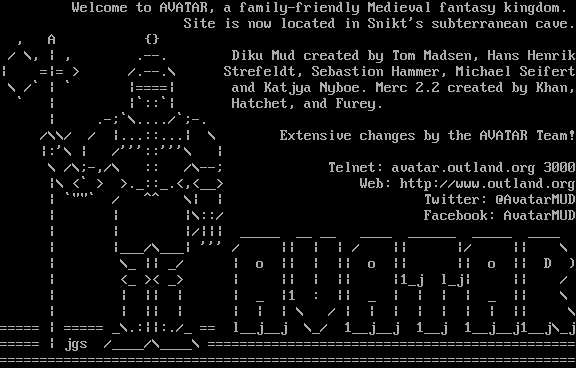 Welcome to AVATAR, a family-friendly Medieval fantasy kingdom.
Site is now located in Snikt's subterranean cave.
Diku Mud created by Tom Madsen, Hans Henrik
Strefeldt, Sebastian Hammer, Michael Seifert
and Katjya Nyboe. Merc 2.2 created by Khan,
Hatchet, and Furey.
Extensive changes by the AVATAR Team!
Telnet: avatar.outland.org 3000
Web: http://www.outland.org
Twitter: @AvatarMUD
Facebook: AvatarMUD
AVATAR
jgs